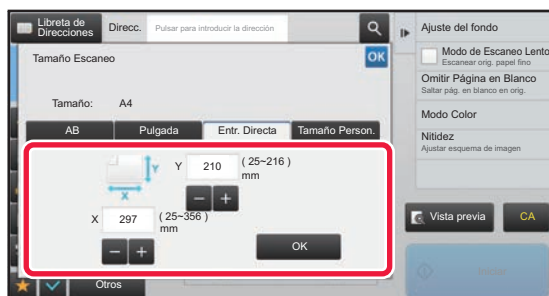 Libreta de
Direcciones
Direcc.
Pulsar para introducir la dirección
Tamaño Escaneo
OK
Tamaño: A4
AB
Pulgada
Entr. Directa
Tamaño Person.
Y
X
Y 210 (25~216)
mm
X 297 (25~356)
mm
OK
Otros
Ajuste del fondo
Modo de Escaneo Lento
Escanear orig. papel fino
Omitir Página en Blanco
Saltar pág. en blanco en orig.
Modo Color
Nitidez
Ajustar esquema de imagen
Vista previa
CA